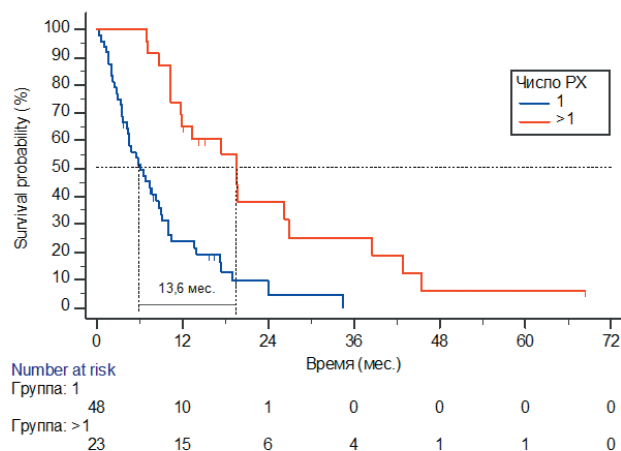 100
90
80
70
60
50
40
30
20
10
0
Survival probability (%)
Число РХ
1
>1
13,6 мес.
0 12 24 36 48 60 72
Время (мес.)
Number at risk
Группа: 1
48 10 1 0 0 0 0
Группа: >1
23 15 6 4 1 1 0